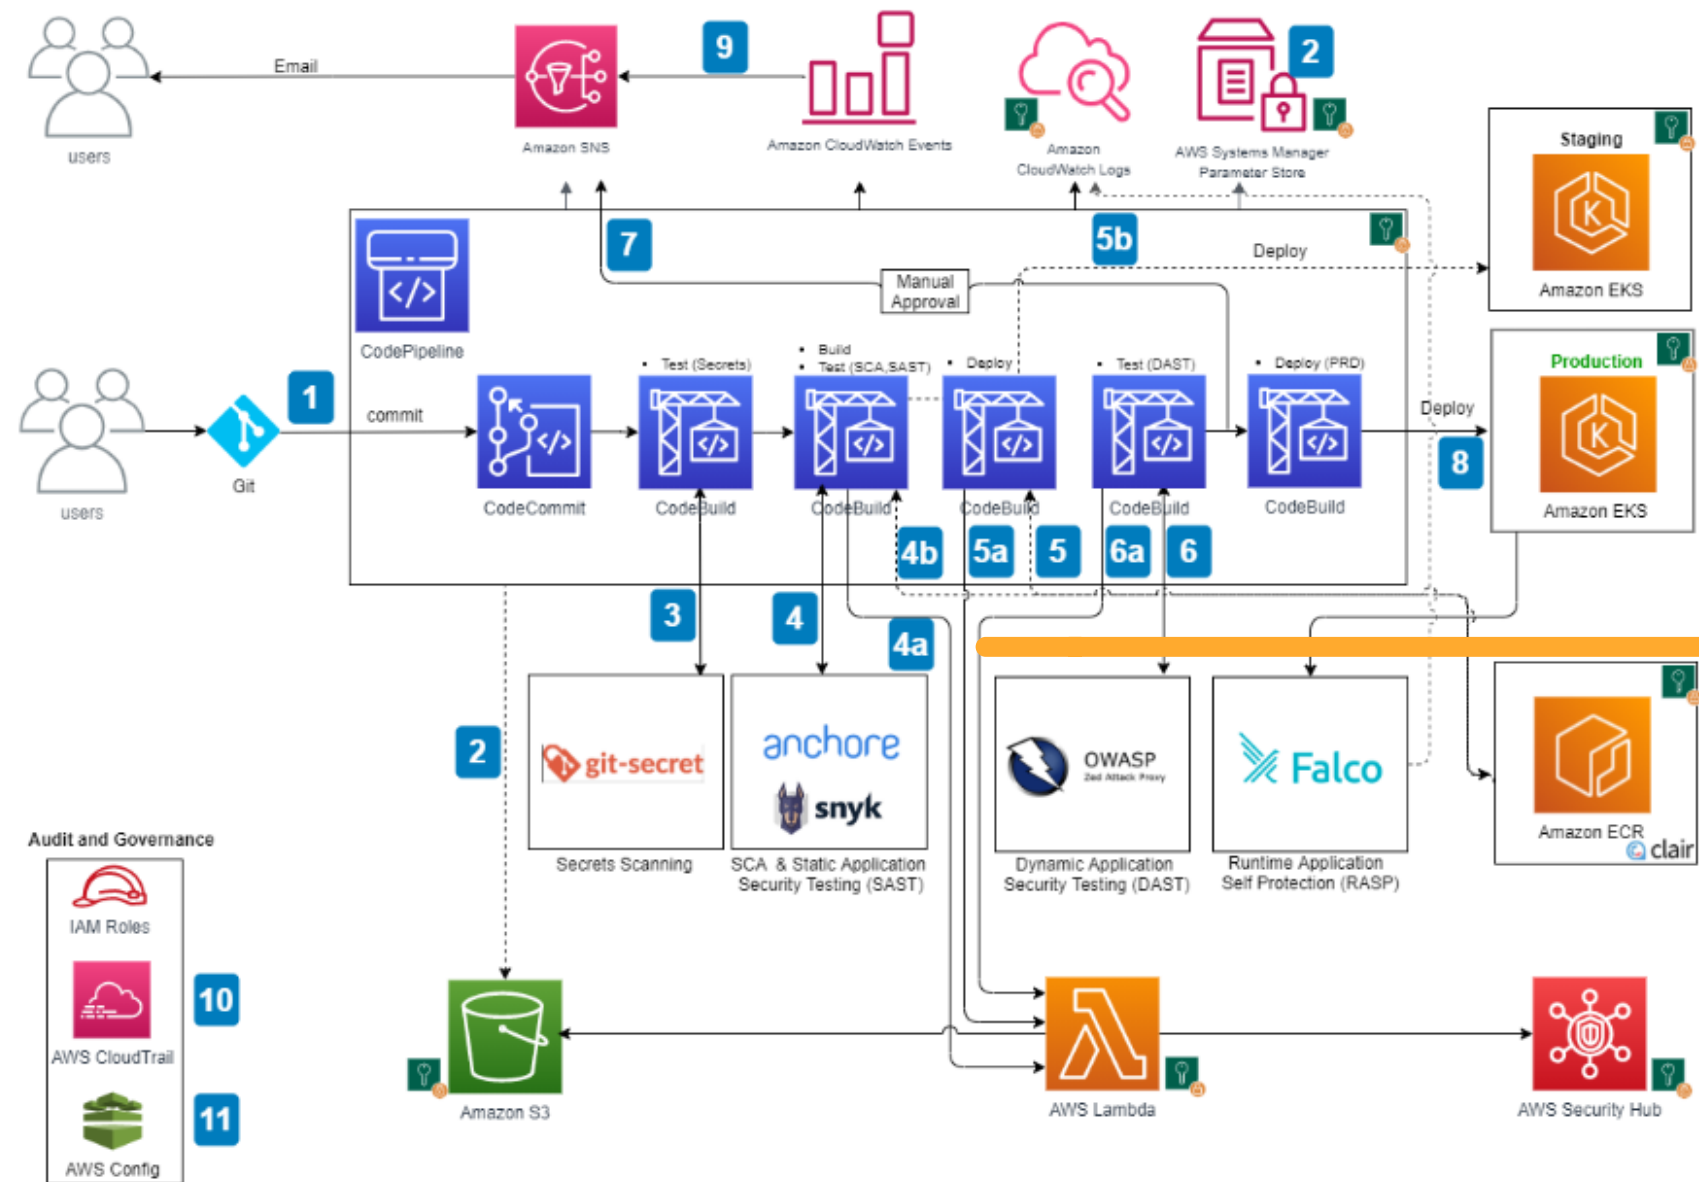 9
2
Email
users
Amazon SNS
Amazon CloudWatch Events
Amazon
CloudWatch Logs
AWS Systems Manager
Parameter Store
Staging
Amazon EKS
7
5b
Deploy
Manual
Approval
CodePipeline
Production
Amazon EKS
1
commit
Git
users
• Test (Secrets)
• Build
• Test (SCA,SAST)
• Deploy
• Test (DAST)
• Deploy (PRD)
Deploy
8
CodeCommit
CodeBuild
CodeBuild
CodeBuild
CodeBuild
CodeBuild
4b
5a
5
6a
6
3
4
4a
2
git-secret
anchore
snyk
OWASP
Zed Attack Proxy
Falco
Amazon ECR
clair
Secrets Scanning
SCA & Static Application
Security Testing (SAST)
Dynamic Application
Security Testing (DAST)
Runtime Application
Self Protection (RASP)
Audit and Governance
IAM Roles
10
AWS CloudTrail
11
AWS Config
Amazon S3
AWS Lambda
AWS Security Hub